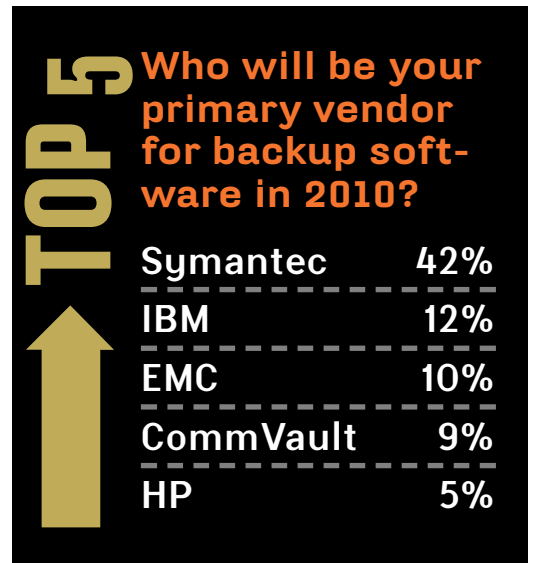 TOP 5
Who will be your
primary vendor
for backup soft-
ware in 2010?
Symantec 42%
IBM 12%
EMC 10%
CommVault 9%
HP 5%